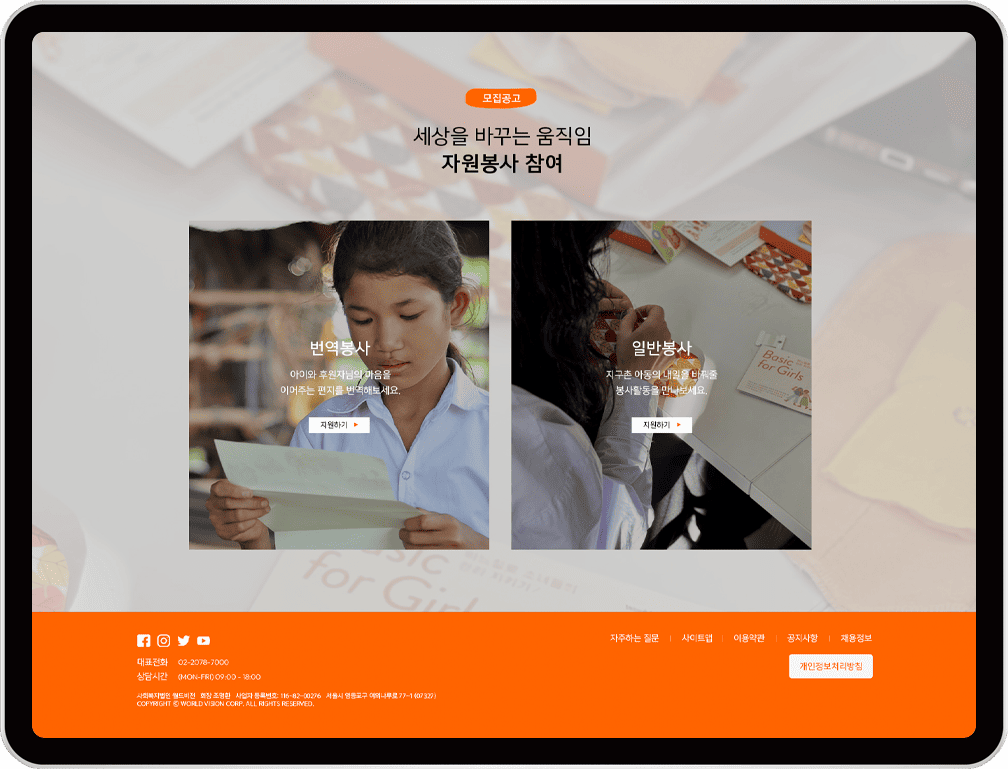 모집공고
세상을 바꾸는 움직임
자원봉사 참여
번역봉사
아이와 후원자님의 마음을
이어주는 편지를 번역해보세요.
지원하기
일반봉사
지구촌 아동의 내일을 바꿔줄
봉사활동을 만나보세요.
지원하기
Basic
for Girls
Basic
for Girls
자주하는 질문 | 사이트맵 | 이용약관 | 공지사항 | 채용정보
개인정보처리방침
대표전화 02-2078-7000
상담시간 (MON-FRI) 09:00 - 18:00
사회복지법인 월드비전 회장 조명환 사업자 등록번호: 116-82-00276 서울시 영등포구 여의나루로 77-1 (07327)
COPYRIGHT © WORLD VISION CORP. ALL RIGHTS RESERVED.